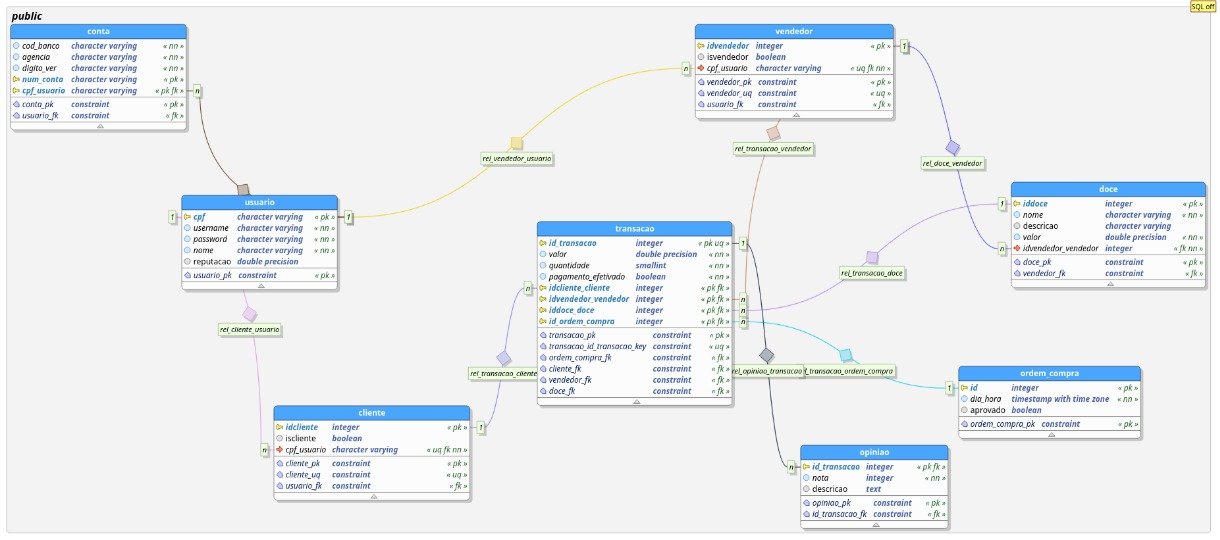 SQL off
public
conta
cod_banco character varying « nn »
agencia character varying « nn »
digito_ver character varying « nn »
num_conta character varying « pk »
cpf_usuario character varying « pk fk »
conta_pk constraint « pk »
usuario_fk constraint « fk »
n
vendedor
idvendedor integer « pk »
isvendedor boolean
cpf_usuario character varying « uq fk nn »
vendedor_pk constraint « pk »
vendedor_uq constraint « uq »
usuario_fk constraint « fk »
1
n
rel_vendedor_usuario
rel_transacao_vendedor
rel_doce_vendedor
usuario
cpf character varying « pk »
username character varying « nn »
password character varying « nn »
nome character varying « nn »
reputacao double precision
usuario_pk constraint « pk »
1
1
doce
iddoce integer « pk »
nome character varying « nn »
descricao character varying
valor double precision « nn »
idvendedor_vendedor integer « fk nn »
doce_pk constraint « pk »
vendedor_fk constraint « fk »
1
n
transacao
id_transacao integer « pk uq »
valor double precision « nn »
quantidade smallint « nn »
pagamento_efetivado boolean « nn »
idcliente_cliente integer « pk fk »
idvendedor_vendedor integer « pk fk »
iddoce_doce integer « pk fk »
id_ordem_compra integer « pk fk »
transacao_pk constraint « pk »
transacao_id_transacao_key constraint « uq »
ordem_compra_fk constraint « fk »
cliente_fk constraint « fk »
vendedor_fk constraint « fk »
doce_fk constraint « fk »
1
n
n
n
n
rel_transacao_doce
rel_cliente_usuario
rel_transacao_cliente
rel_opiniao_transacao
l_transacao_ordem_compra
ordem_compra
id integer « pk »
dia_hora timestamp with time zone « nn »
aprovado boolean
ordem_compra_pk constraint « pk »
1
cliente
idcliente integer « pk »
iscliente boolean
cpf_usuario character varying « uq fk nn »
cliente_pk constraint « pk »
cliente_uq constraint « uq »
usuario_fk constraint « fk »
1
n
opiniao
id_transacao integer « pk fk »
nota integer « nn »
descricao text
opiniao_pk constraint « pk »
id_transacao_fk constraint « fk »
n